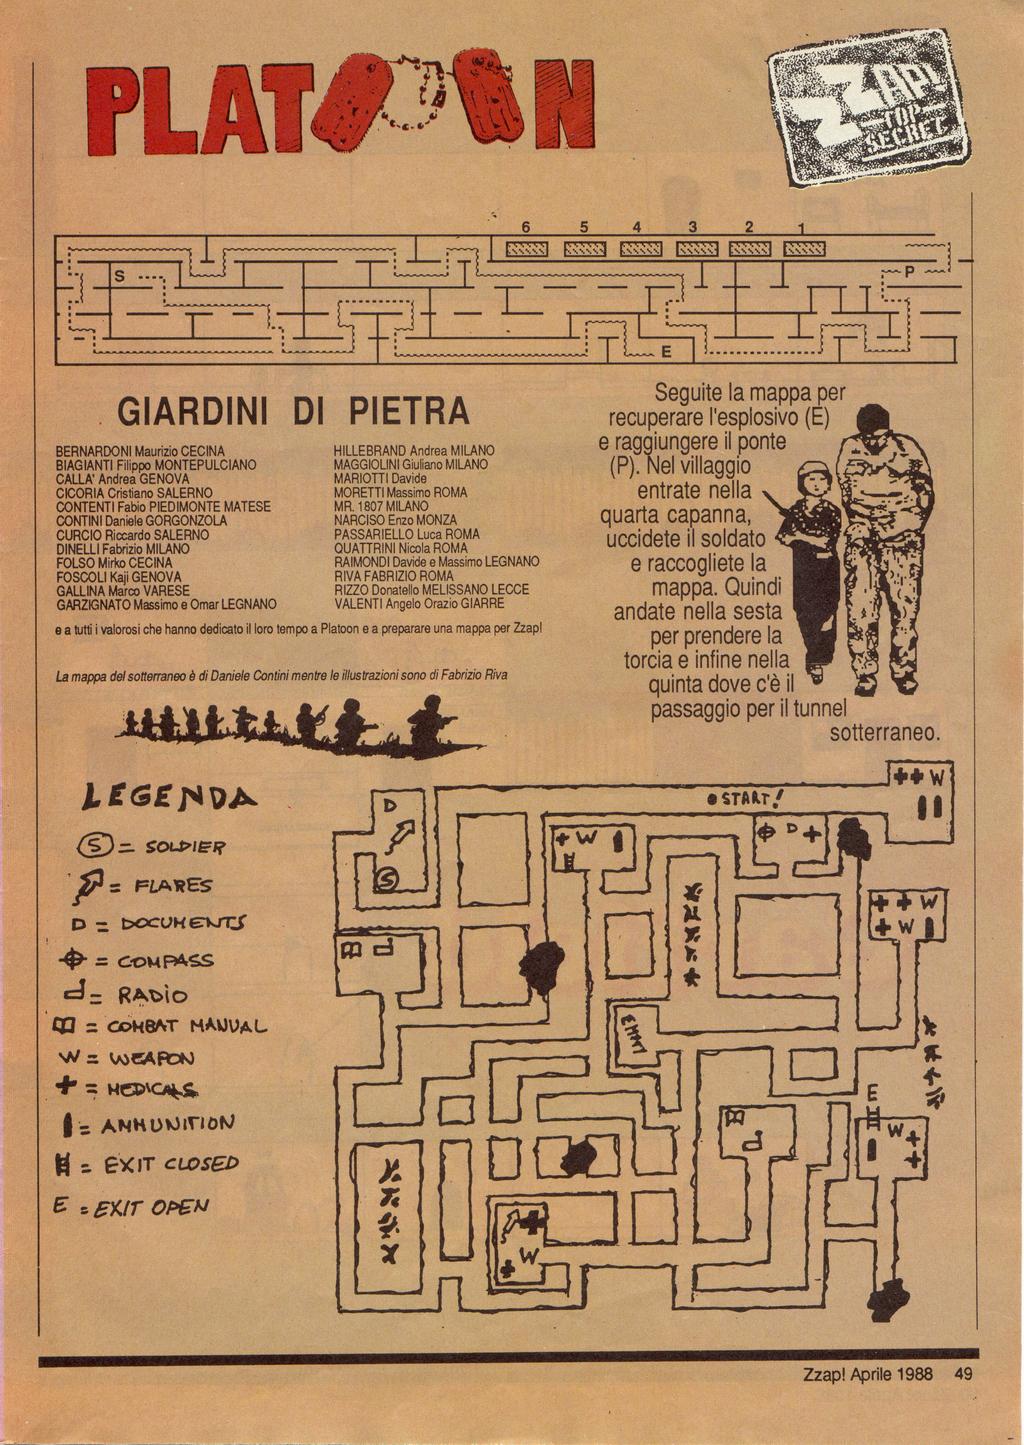 PLATOON
ZZAP!
TOP
SECRET
6 5 4 3 2 1
S
P
E
GIARDINI DI PIETRA
BERNARDONI Maurizio CECINA
BIAGIANTI Filippo MONTEPULCIANO
CALLA' Andrea GENOVA
CICORIA Cristiano SALERNO
CONTENTI Fabio PIEDIMONTE MATESE
CONTINI Daniele GORGONZOLA
CURCIO Riccardo SALERNO
DINELLI Fabrizio MILANO
FOLSO Mirko CECINA
FOSCOLI Kaji GENOVA
GALLINA Marco VARESE
GARZIGNATO Massimo e Omar LEGNANO
HILLEBRAND Andrea MILANO
MAGGIOLINI Giuliano MILANO
MARIOTTI Davide
MORETTI Massimo ROMA
MR. 1807 MILANO
NARCISO Enzo MONZA
PASSARIELLO Luca ROMA
QUATTRINI Nicola ROMA
RAIMONDI Davide e Massimo LEGNANO
RIVA FABRIZIO ROMA
RIZZO Donatello MELISSANO LECCE
VALENTI Angelo Orazio GIARRE
e a tutti i valorosi che hanno dedicato il loro tempo a Platoon e a preparare una mappa per Zzap!
La mappa del sotterraneo è di Daniele Contini mentre le illustrazioni sono di Fabrizio Riva
Seguite la mappa per
recuperare l'esplosivo (E)
e raggiungere il ponte
(P). Nel villaggio
entrate nella
quarta capanna,
uccidete il soldato
e raccogliete la
mappa. Quindi
andate nella sesta
per prendere la
torcia e infine nella
quinta dove c'è il
passaggio per il tunnel
sotterraneo.
LEGENDA
S = SOLDIER
= FLARES
D = DOCUMENTS
= COMPASS
= RADIO
= COMBAT MANUAL
W = WEAPON
+ = MEDICALS
= AMMUNITION
= EXIT CLOSED
E = EXIT OPEN
START!
++W
D
S
+W
D +
++W
+W
E
W+
+
W
+
Zzap! Aprile 1988 49